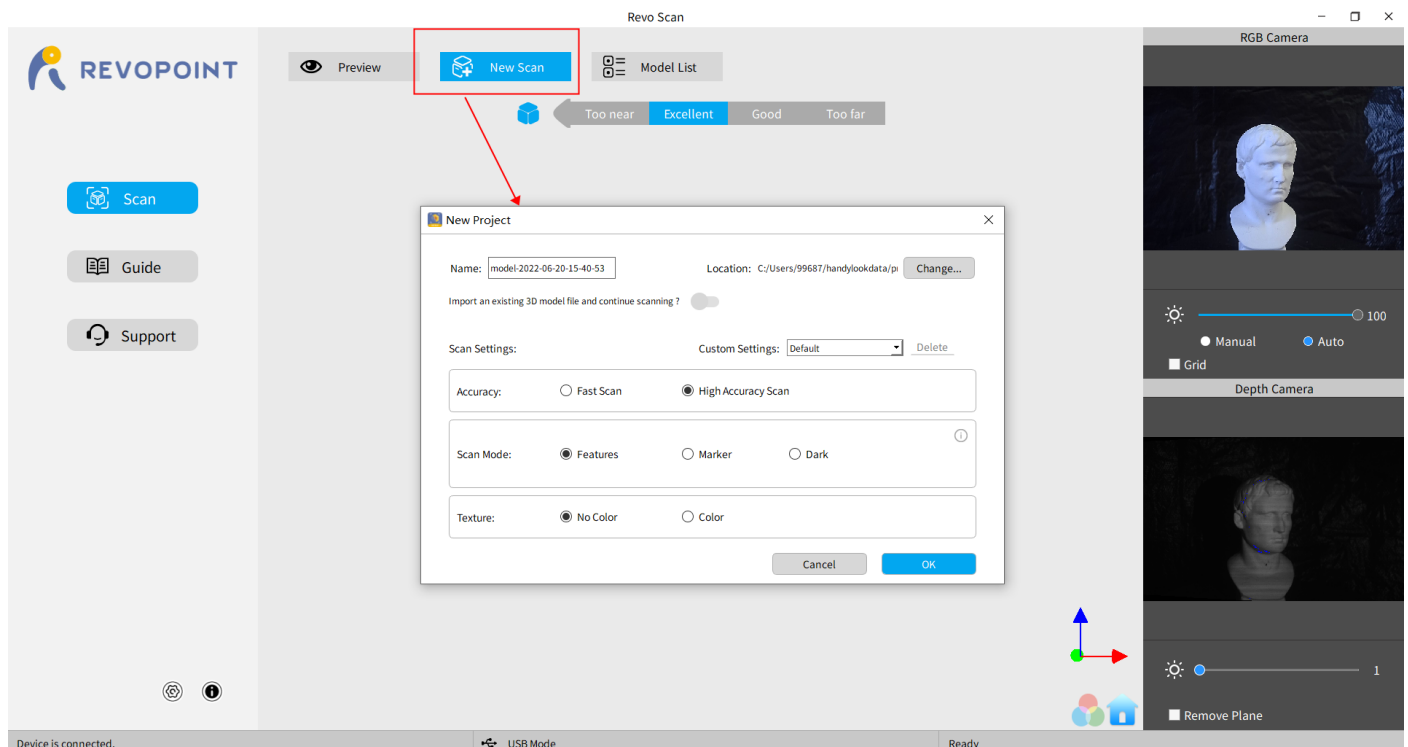 Revo Scan
REVOPOINT
Preview
New Scan
Model List
RGB Camera
Too near
Excellent
Good
Too far
Scan
Guide
Support
New Project
Name: model-2022-06-20-15-40-53
Location: C:/Users/99687/handylookdata/p
Change...
Import an existing 3D model file and continue scanning ?
Scan Settings:
Custom Settings: Default
Delete
Accuracy:
Fast Scan
High Accuracy Scan
Scan Mode:
Features
Marker
Dark
Texture:
No Color
Color
Cancel
OK
100
Manual
Auto
Grid
Depth Camera
1
Remove Plane
Device is connected.
USB Mode
Ready